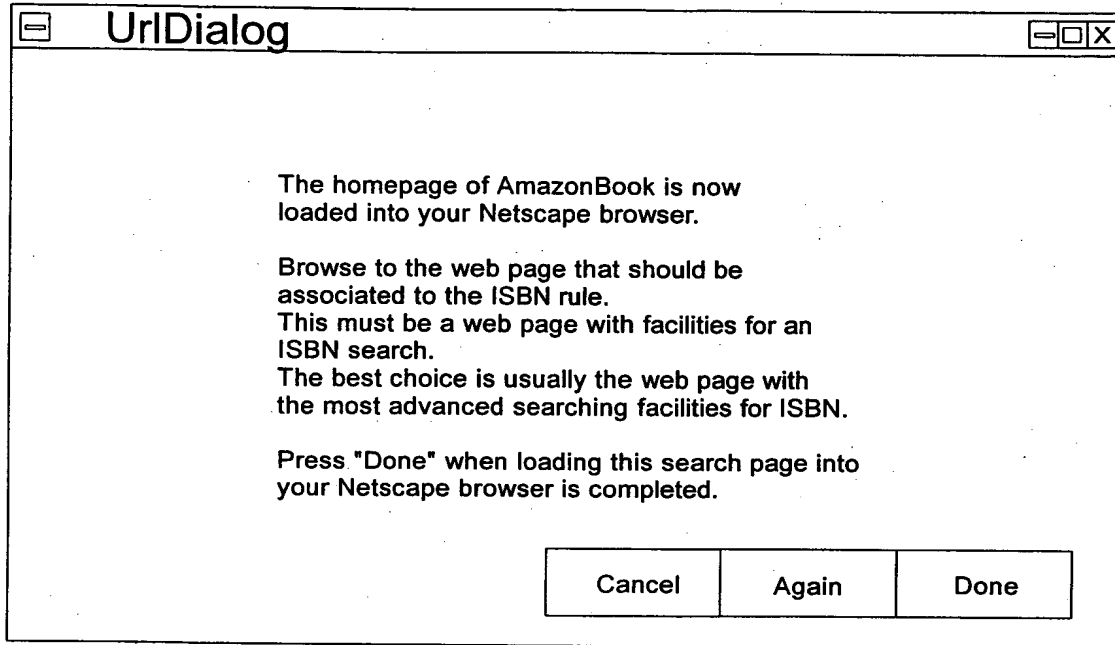 UrlDialog
The homepage of AmazonBook is now
loaded into your Netscape browser.
Browse to the web page that should be
associated to the ISBN rule.
This must be a web page with facilities for an
ISBN search.
The best choice is usually the web page with
the most advanced searching facilities for ISBN.
Press "Done" when loading this search page into
your Netscape browser is completed.
Cancel Again Done